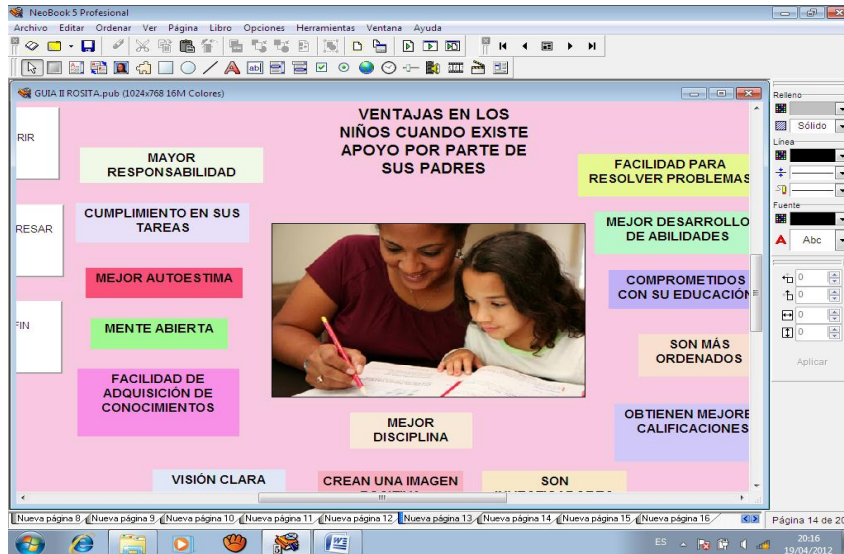 NeoBook 5 Profesional
Archivo Editar Ordenar Ver Página Libro Opciones Herramientas Ventana Ayuda
GUIA II ROSITA.pub (1024x768 16M Colores)
VENTAJAS EN LOS
NIÑOS CUANDO EXISTE
APOYO POR PARTE DE
SUS PADRES
RIR
MAYOR
RESPONSABILIDAD
FACILIDAD PARA
RESOLVER PROBLEMAS
RESAR
CUMPLIMIENTO EN SUS
TAREAS
MEJOR DESARROLLO
DE ABILIDADES
MEJOR AUTOESTIMA
COMPROMETIDOS
CON SU EDUCACIÓN
FIN
MENTE ABIERTA
SON MÁS
ORDENADOS
FACILIDAD DE
ADQUISICIÓN DE
CONOCIMIENTOS
OBTIENEN MEJORE
CALIFICACIONES
MEJOR
DISCIPLINA
VISIÓN CLARA
CREAN UNA IMAGEN
SON
Relleno
Sólido
Línea
Fuente
A Abc
0
0
0
0
Aplicar
Nueva página 8 Nueva página 9 Nueva página 10 Nueva página 11 Nueva página 12 Nueva página 13 Nueva página 14 Nueva página 15 Nueva página 16
Página 14 de 20
ES
20:16
19/04/2012